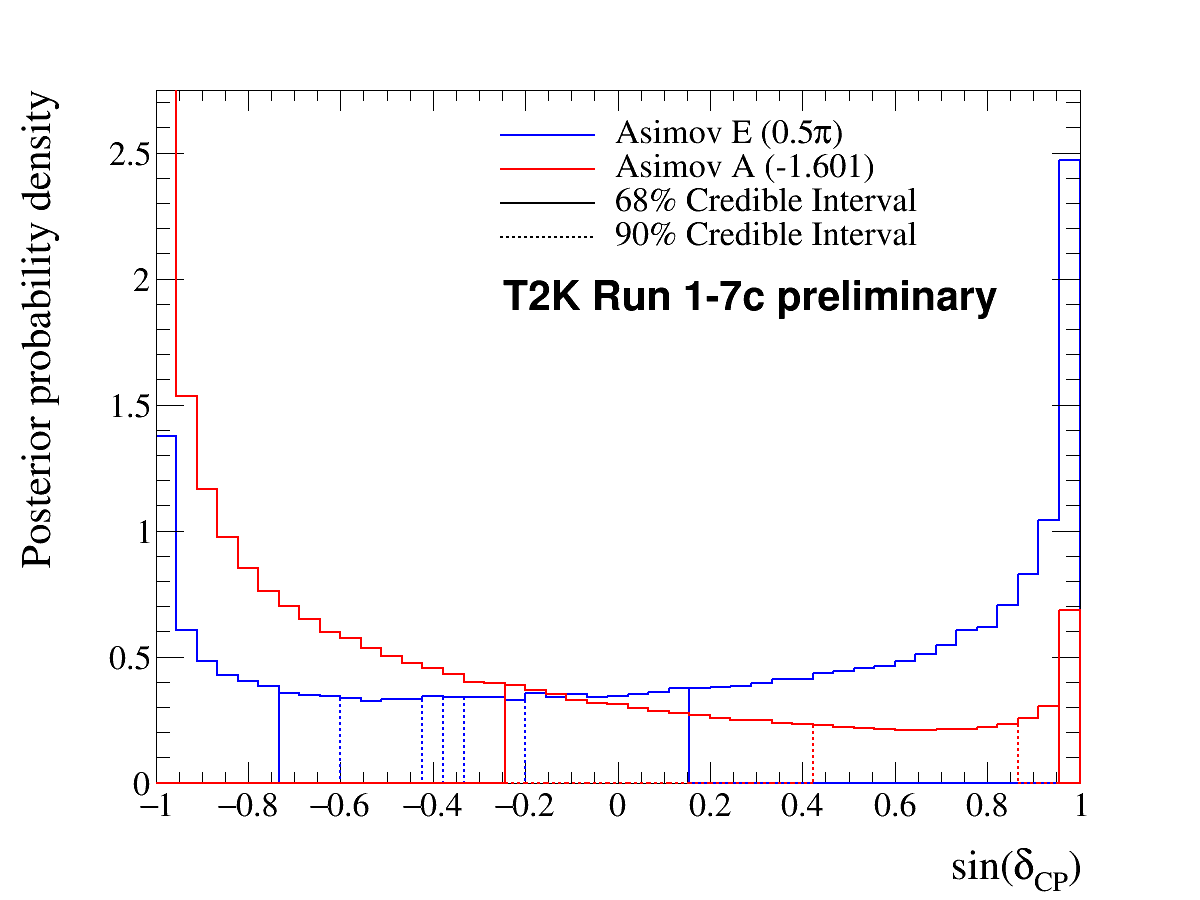 Posterior probability density
2.5
2
1.5
1
0.5
0
Asimov E (0.5π)
Asimov A (-1.601)
68% Credible Interval
90% Credible Interval
T2K Run 1-7c preliminary
−1 −0.8 −0.6 −0.4 −0.2 0 0.2 0.4 0.6 0.8 1
sin(δCP)